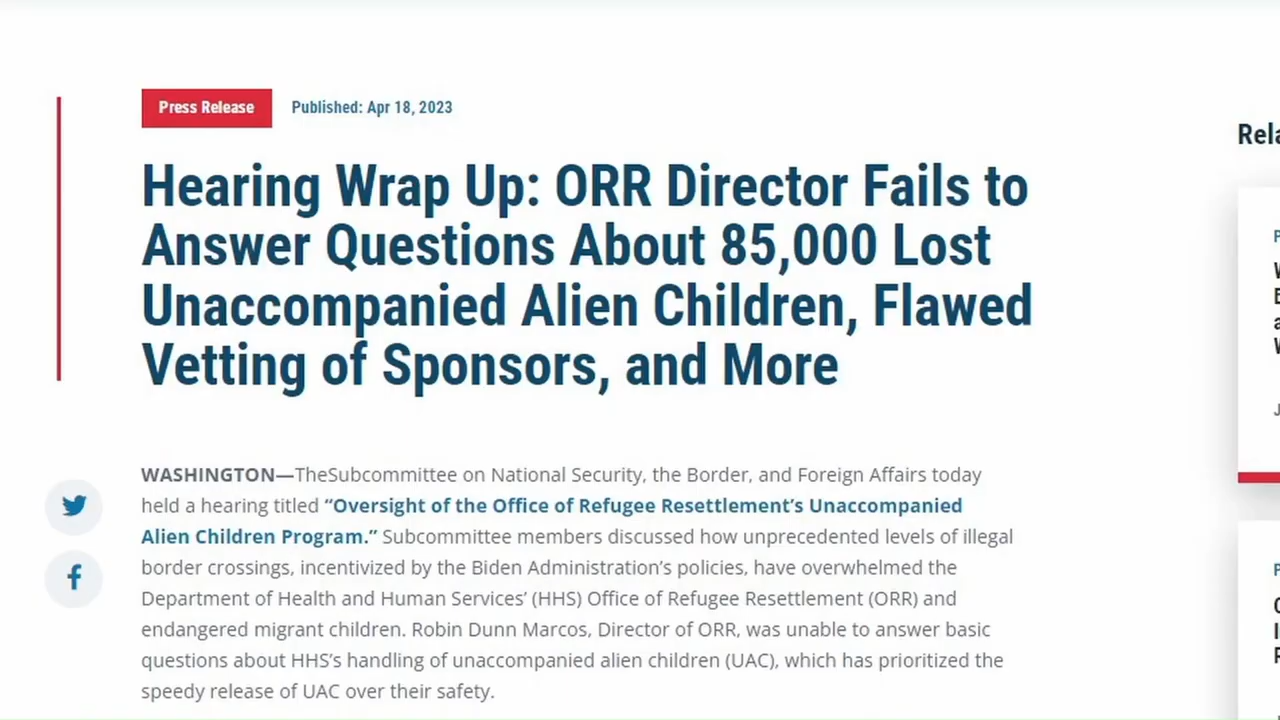 Press Release Published: Apr 18, 2023
Hearing Wrap Up: ORR Director Fails to
Answer Questions About 85,000 Lost
Unaccompanied Alien Children, Flawed
Vetting of Sponsors, and More
WASHINGTON—TheSubcommittee on National Security, the Border, and Foreign Affairs today
held a hearing titled “Oversight of the Office of Refugee Resettlement’s Unaccompanied
Alien Children Program.” Subcommittee members discussed how unprecedented levels of illegal
border crossings, incentivized by the Biden Administration’s policies, have overwhelmed the
Department of Health and Human Services’ (HHS) Office of Refugee Resettlement (ORR) and
endangered migrant children. Robin Dunn Marcos, Director of ORR, was unable to answer basic
questions about HHS’s handling of unaccompanied alien children (UAC), which has prioritized the
speedy release of UAC over their safety.